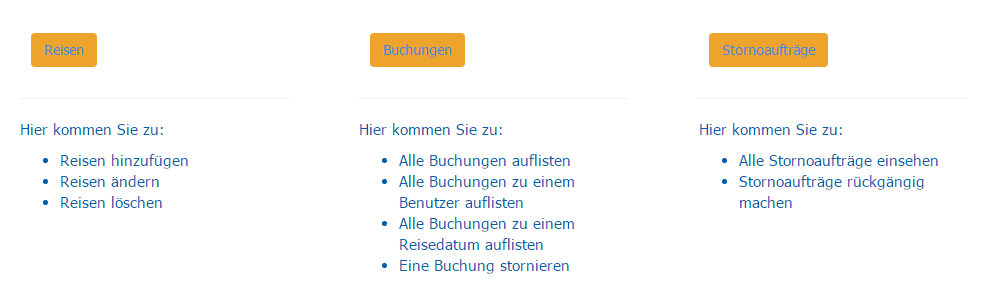 Reisen
Hier kommen Sie zu:
Reisen hinzufügen
Reisen ändern
Reisen löschen
Buchungen
Hier kommen Sie zu:
Alle Buchungen auflisten
Alle Buchungen zu einem
Benutzer auflisten
Alle Buchungen zu einem
Reisedatum auflisten
Eine Buchung stornieren
Stornoaufträge
Hier kommen Sie zu:
Alle Stornoaufträge einsehen
Stornoaufträge rückgängig
machen